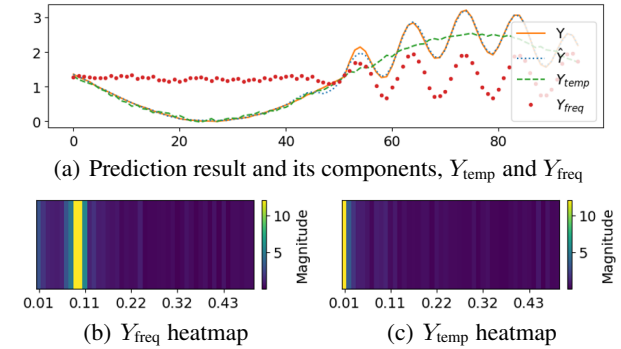 3
2
1
0
0 20 40 60 80
Y
Ŷ
Y_temp
Y_freq
(a) Prediction result and its components, Y_temp and Y_freq
10
5
Magnitude
0.01 0.11 0.22 0.32 0.43
(b) Y_freq heatmap
10
5
Magnitude
0.01 0.11 0.22 0.32 0.43
(c) Y_temp heatmap